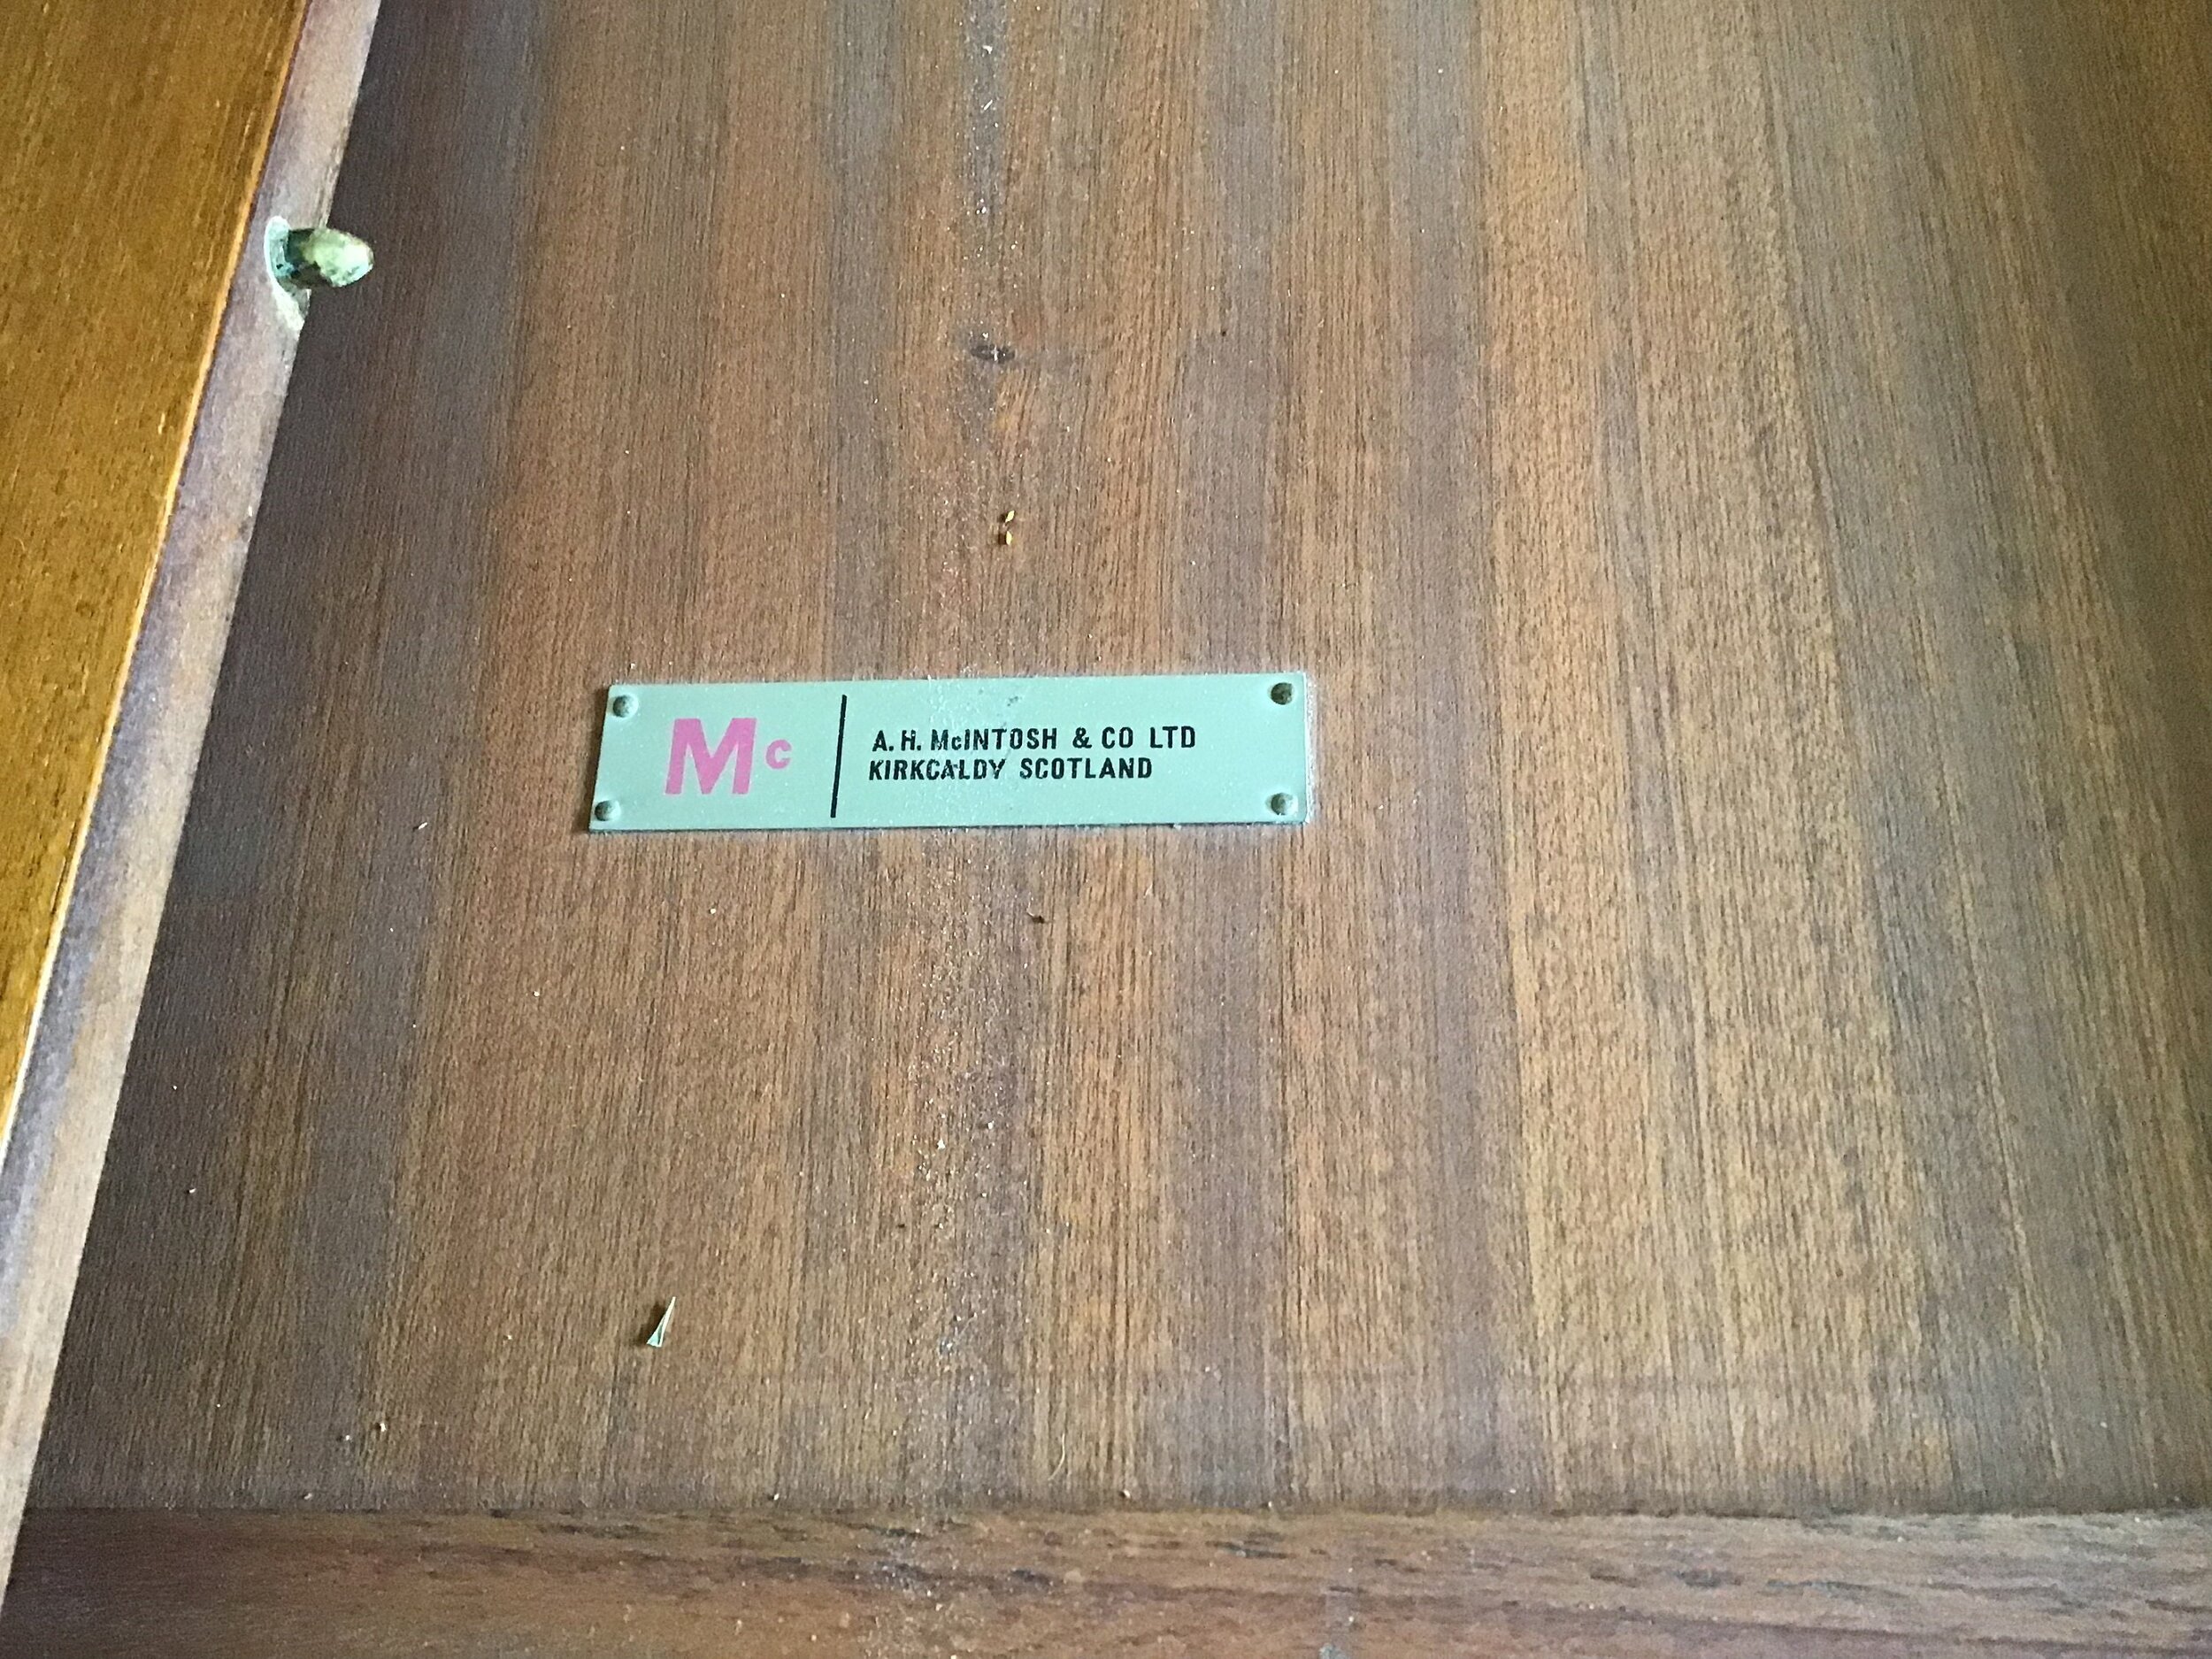 Mc
A. H. McINTOSH & CO LTD
KIRKCALDY SCOTLAND